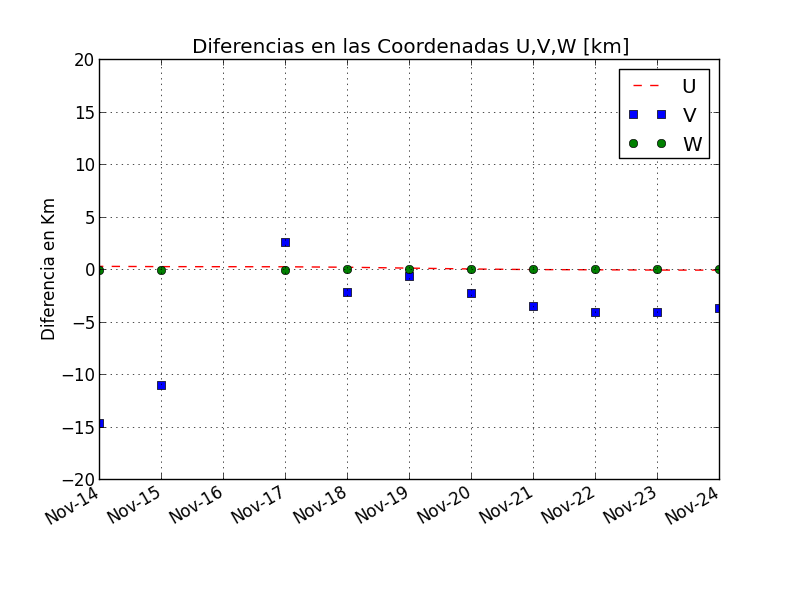 Diferencias en las Coordenadas U,V,W [km]
20
15
10
5
0
−5
−10
−15
−20
Diferencia en Km
U
V
W
Nov-14
Nov-15
Nov-16
Nov-17
Nov-18
Nov-19
Nov-20
Nov-21
Nov-22
Nov-23
Nov-24